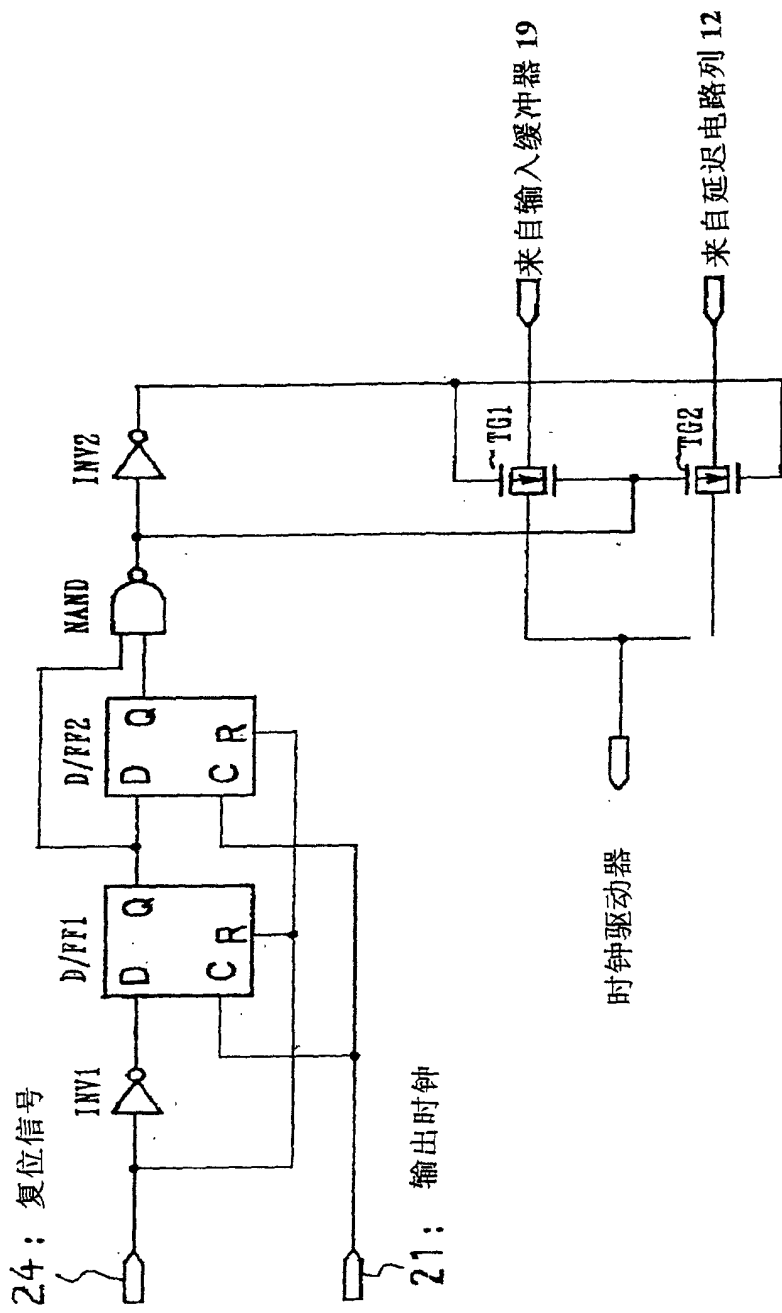 24: 复位信号
INV1
D/FF1
D Q
C R
D/FF2
D Q
C R
NAND
INV2
21: 输出时钟
TG1
来自输入缓冲器 19
TG2
来自延迟电路列 12
时钟驱动器